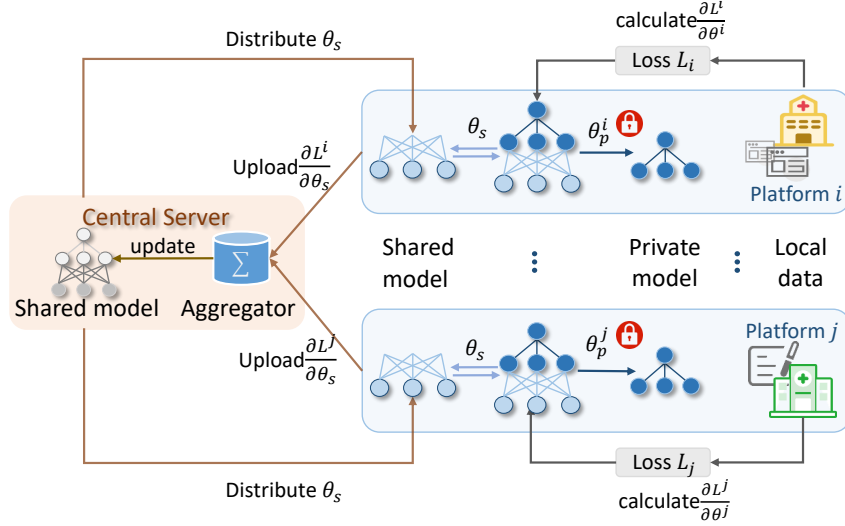 calculate ∂L^i/∂θ^i
Distribute θ_s
Loss L_i
θ_s
θ_p^i
Upload ∂L^i/∂θ_s
Platform i
Central Server
update
Σ
Shared model
Aggregator
Shared
model
Private
model
Local
data
Upload ∂L^j/∂θ_s
θ_s
θ_p^j
Platform j
Loss L_j
Distribute θ_s
calculate ∂L^j/∂θ^j